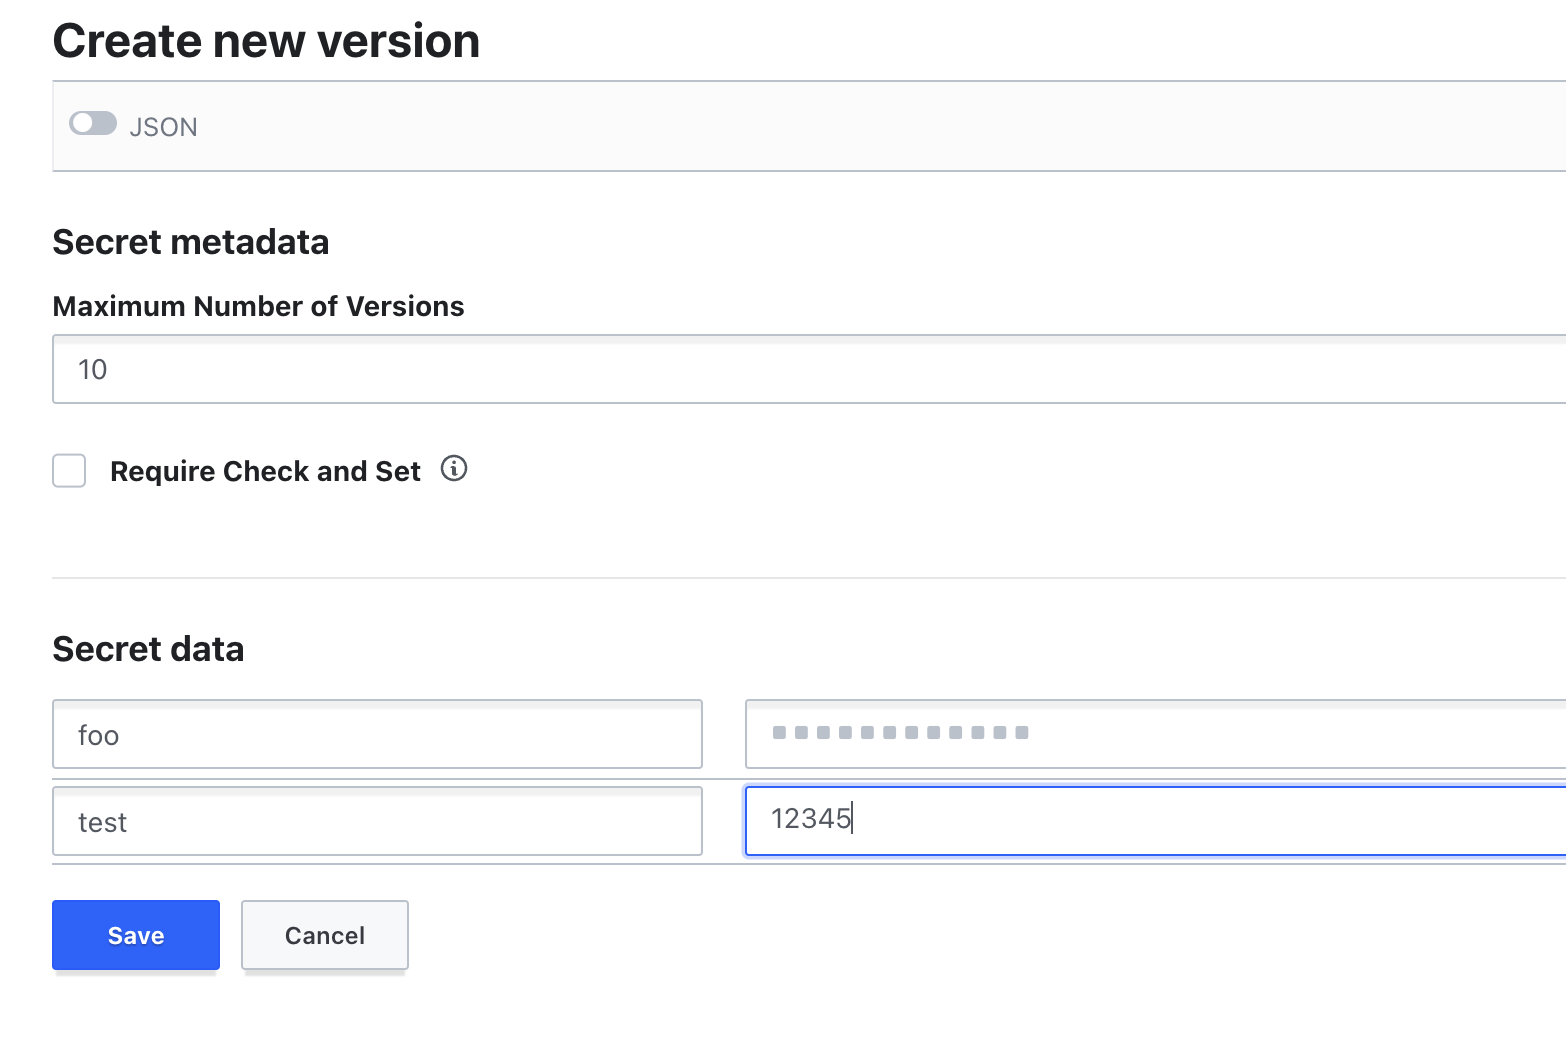 Create new version
JSON
Secret metadata
Maximum Number of Versions
10
Require Check and Set
Secret data
foo
test 12345
Save Cancel